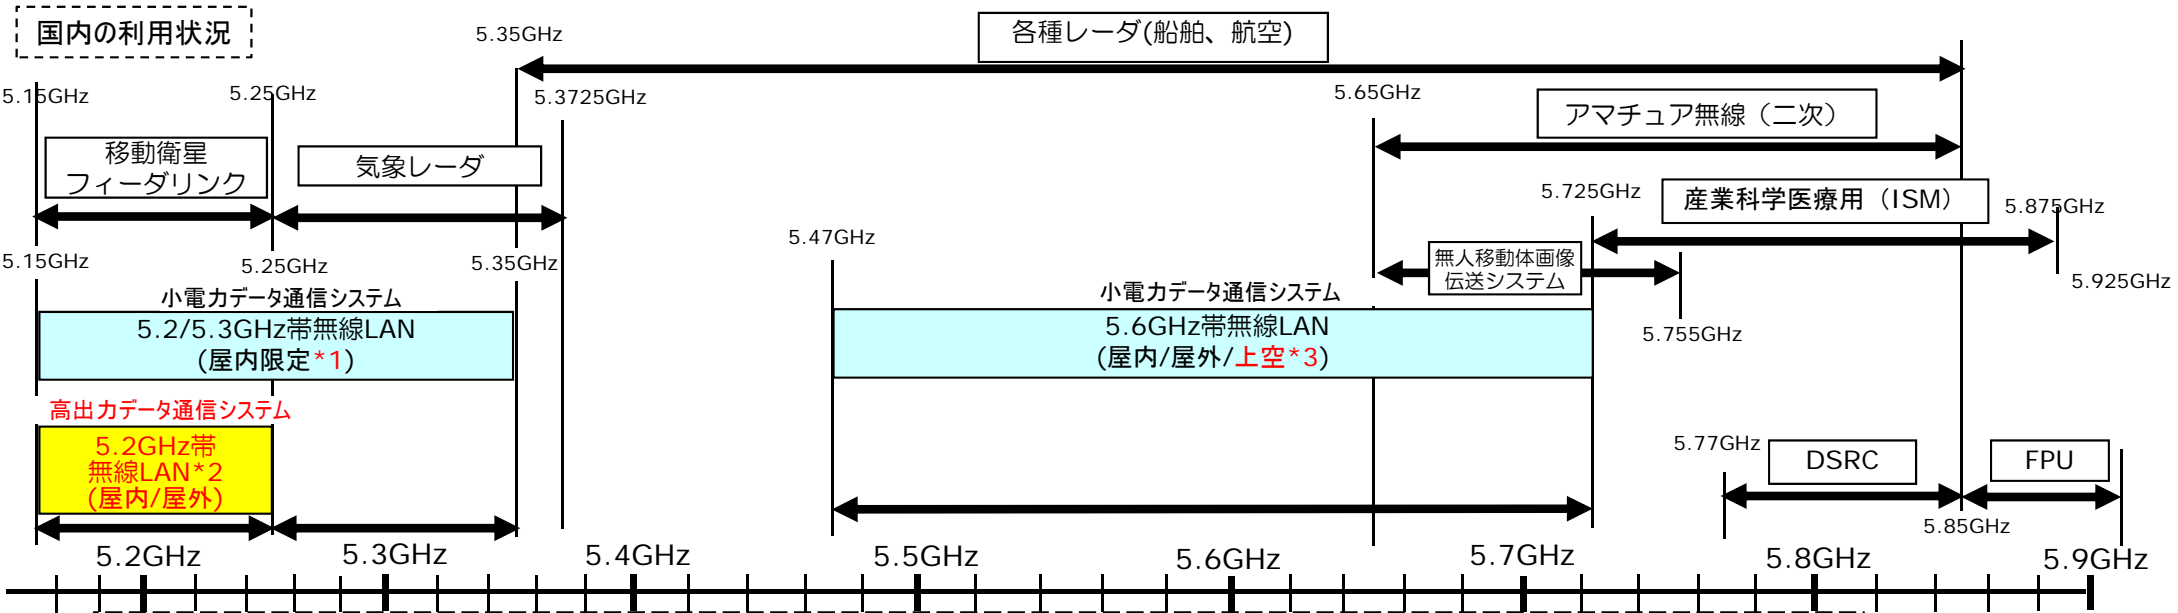 国内の利用状況
5.35GHz
各種レーダ(船舶、航空)
5.15GHz
5.25GHz
5.3725GHz
5.65GHz
アマチュア無線（二次）
移動衛星
フィーダリンク
気象レーダ
5.725GHz
産業科学医療用（ISM）
5.875GHz
5.47GHz
無人移動体画像
伝送システム
5.15GHz
5.25GHz
5.35GHz
5.925GHz
小電力データ通信システム
5.2/5.3GHz帯無線LAN
(屋内限定*1)
小電力データ通信システム
5.6GHz帯無線LAN
(屋内/屋外/上空*3)
5.755GHz
高出力データ通信システム
5.2GHz帯
無線LAN*2
(屋内/屋外)
5.77GHz
DSRC
FPU
5.85GHz
5.2GHz
5.3GHz
5.4GHz
5.5GHz
5.6GHz
5.7GHz
5.8GHz
5.9GHz